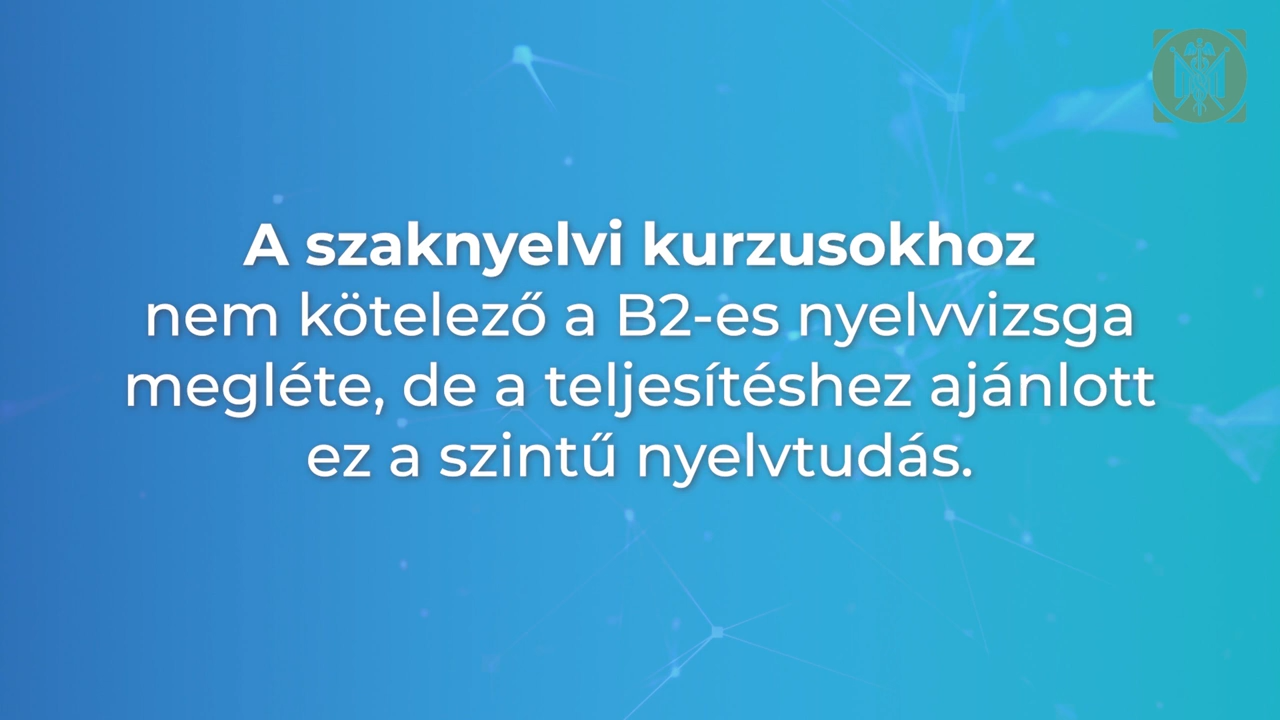 A szaknyelvi kurzusokhoz
nem kötelező a B2-es nyelvvizsga
megléte, de a teljesítéshez ajánlott
ez a szintű nyelvtudás.